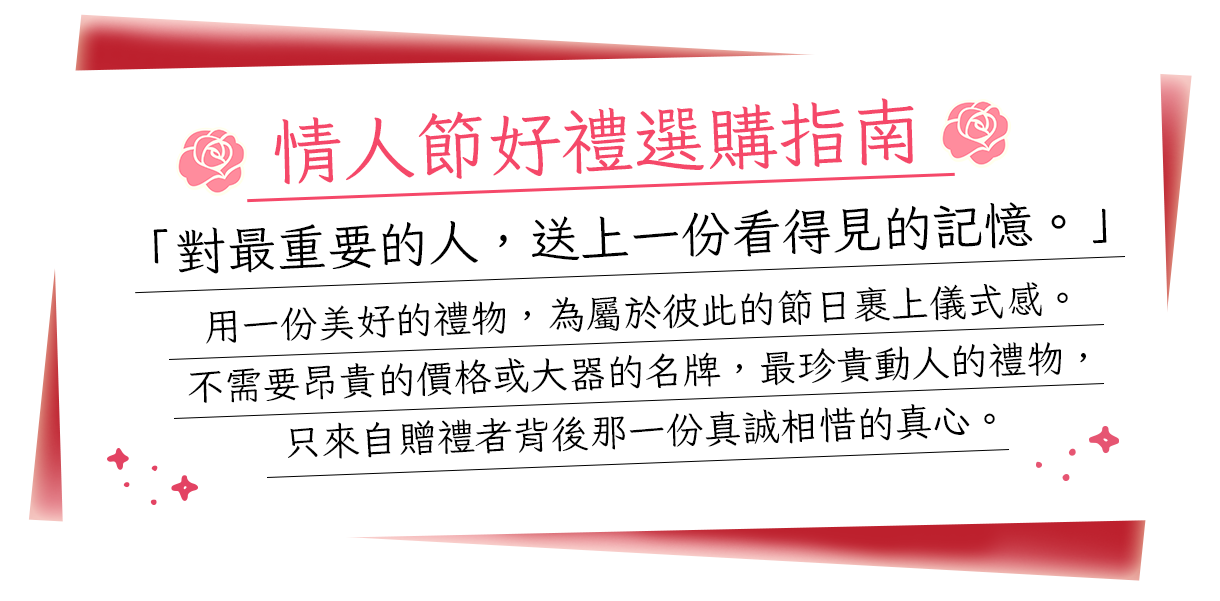 情人節好禮選購指南
「對最重要的人，送上一份看得見的記憶。」
用一份美好的禮物，為屬於彼此的節日裹上儀式感。
不需要昂貴的價格或大器的名牌，最珍貴動人的禮物，
只來自贈禮者背後那一份真誠相惜的真心。